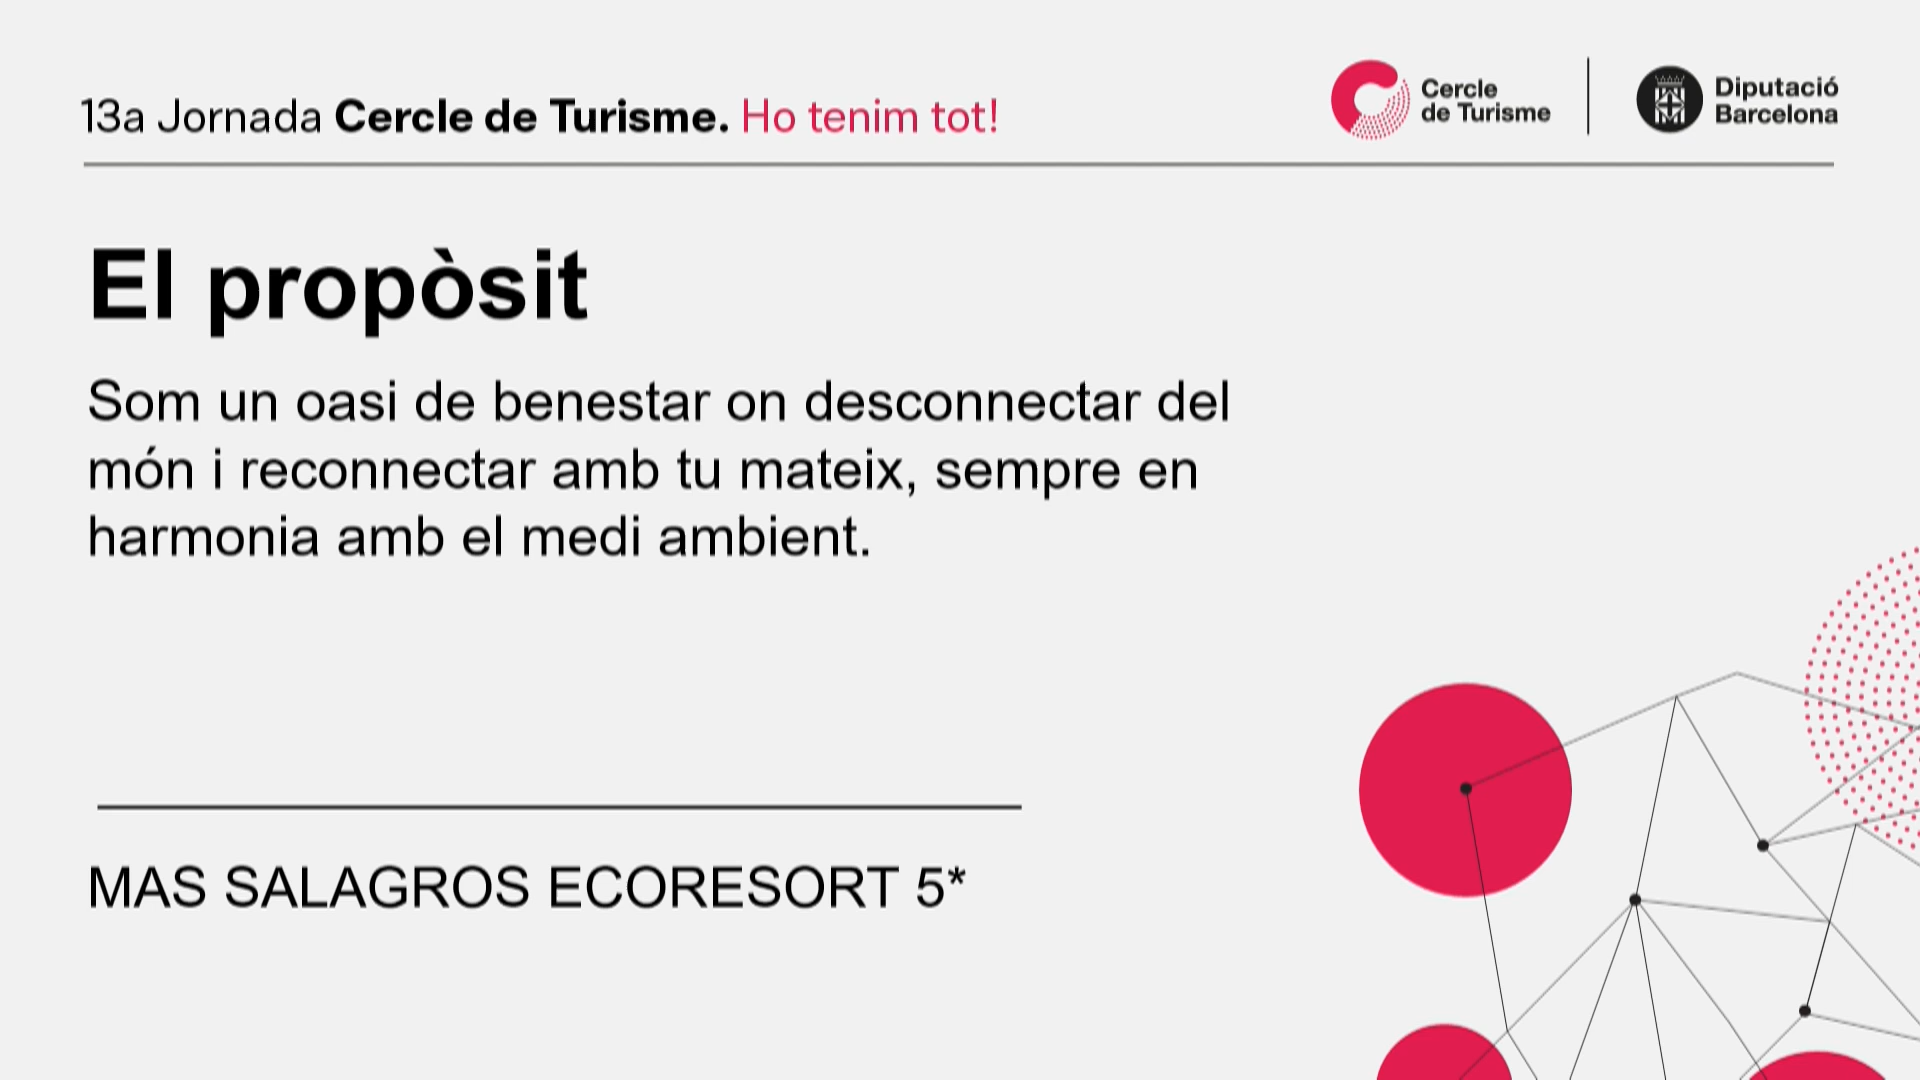 13a Jornada Cercle de Turisme. Ho tenim tot!
Cercle
de Turisme
Diputació
Barcelona
El propòsit
Som un oasi de benestar on desconnectar del
món i reconnectar amb tu mateix, sempre en
harmonia amb el medi ambient.
MAS SALAGROS ECORESORT 5*